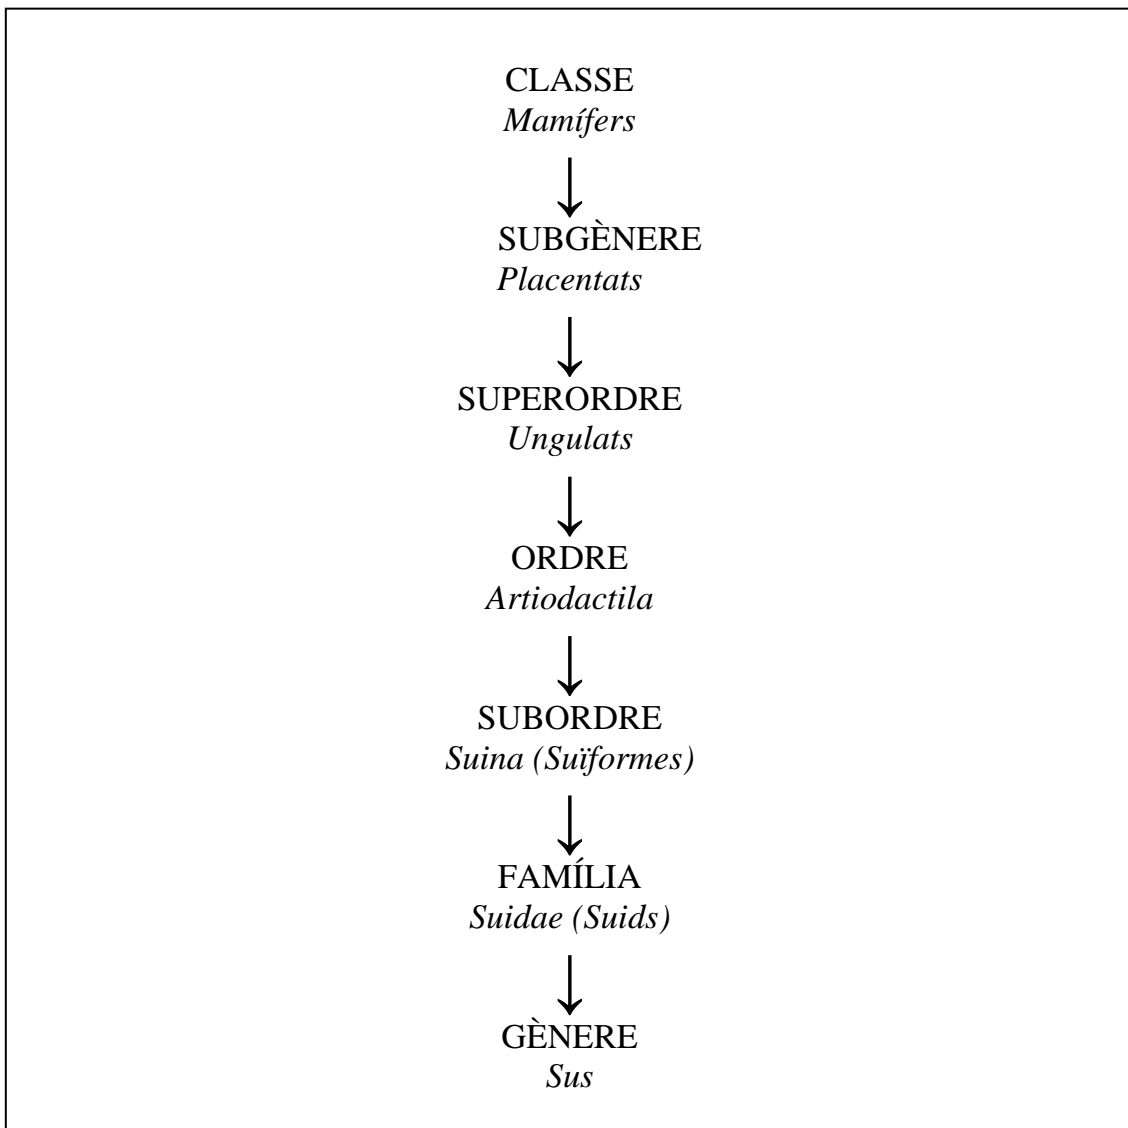 CLASSE
Mamífers
SUBGÈNERE
Placentats
SUPERORDRE
Ungulats
ORDRE
Artiodactila
SUBORDRE
Suina (Suïformes)
FAMÍLIA
Suidae (Suids)
GÈNERE
Sus